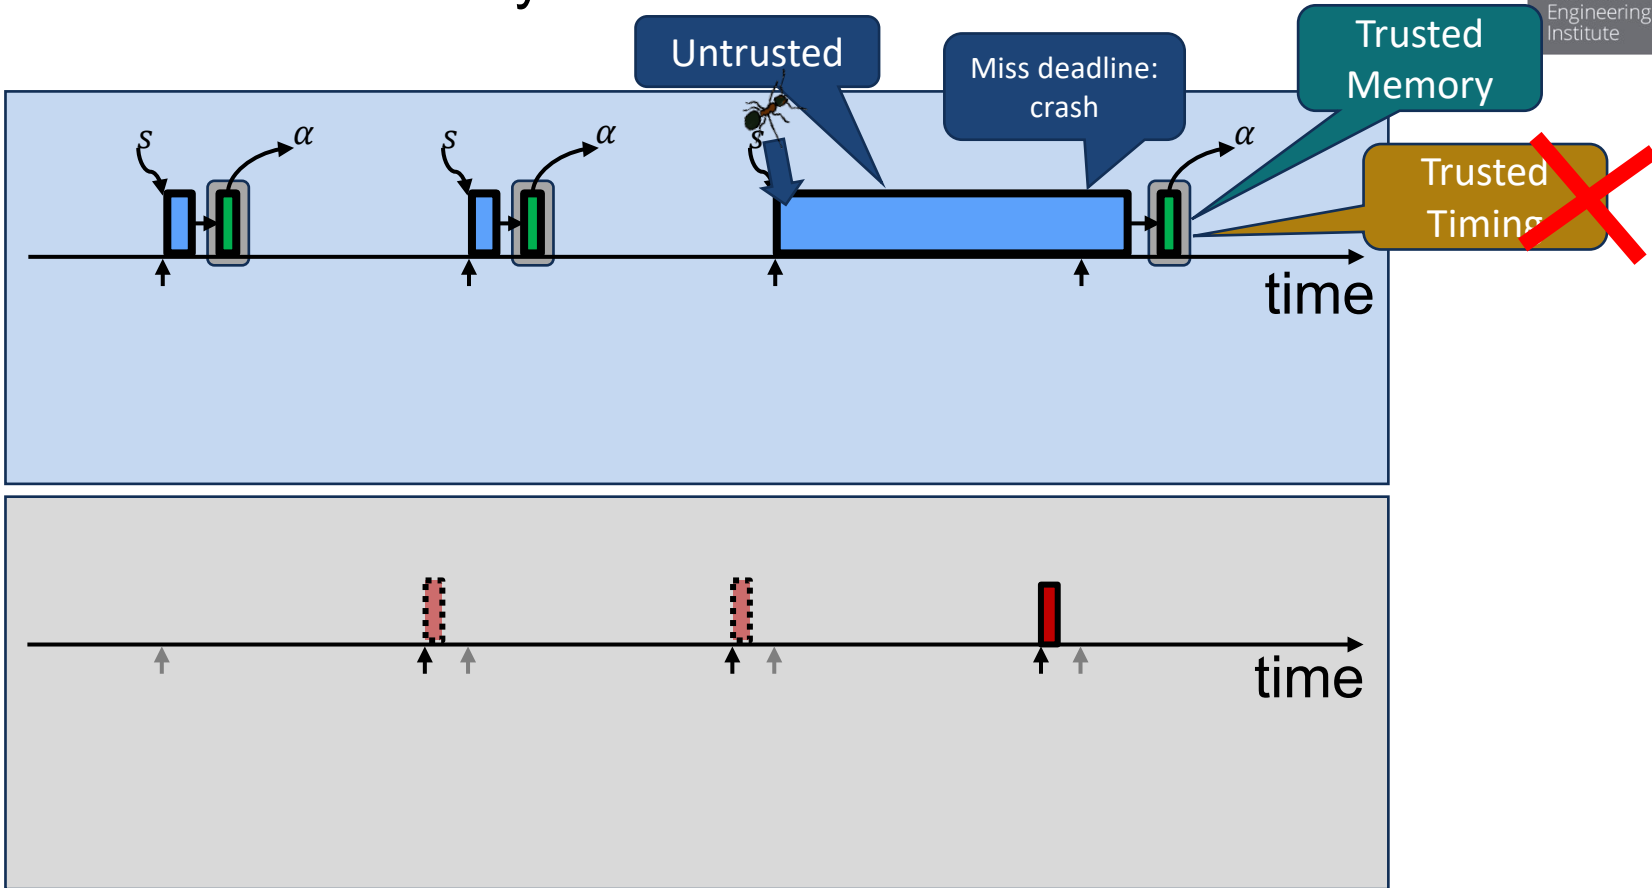 y
Engineering
Institute
Untrusted
Miss deadline:
crash
Trusted
Memory
s
α
s
α
s
α
Trusted
Timing
time
time